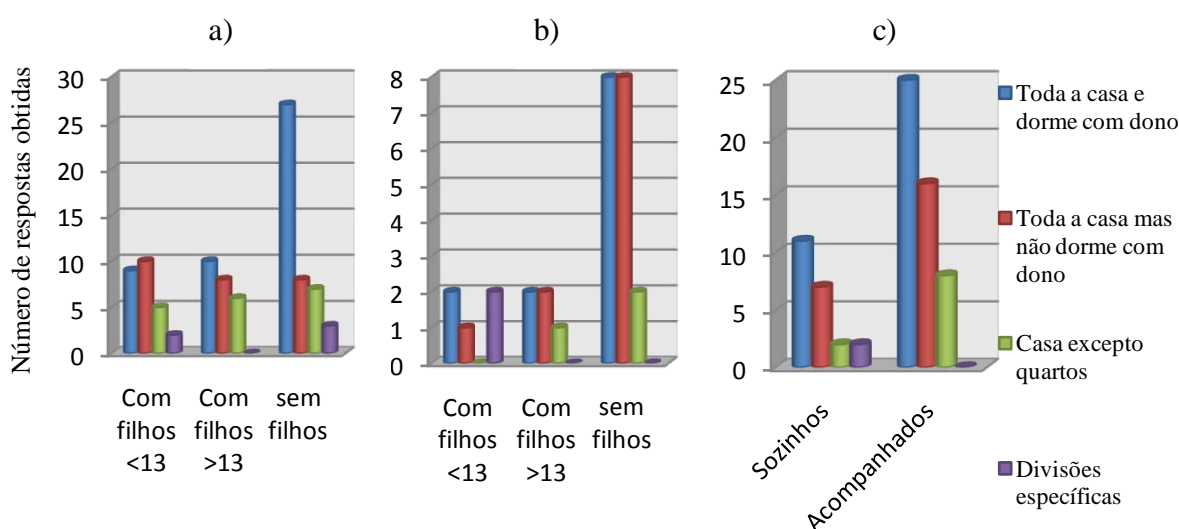 a)
b)
c)
Número de respostas obtidas
30
25
20
15
10
5
0
Com
filhos
<13
Com
filhos
>13
sem
filhos
8
7
6
5
4
3
2
1
0
Com
filhos
<13
Com
filhos
>13
sem
filhos
25
20
15
10
5
0
Sozinhos
Acompanhados
Toda a casa e
dorme com dono
Toda a casa mas
não dorme com
dono
Casa excepto
quartos
Divisões
específicas